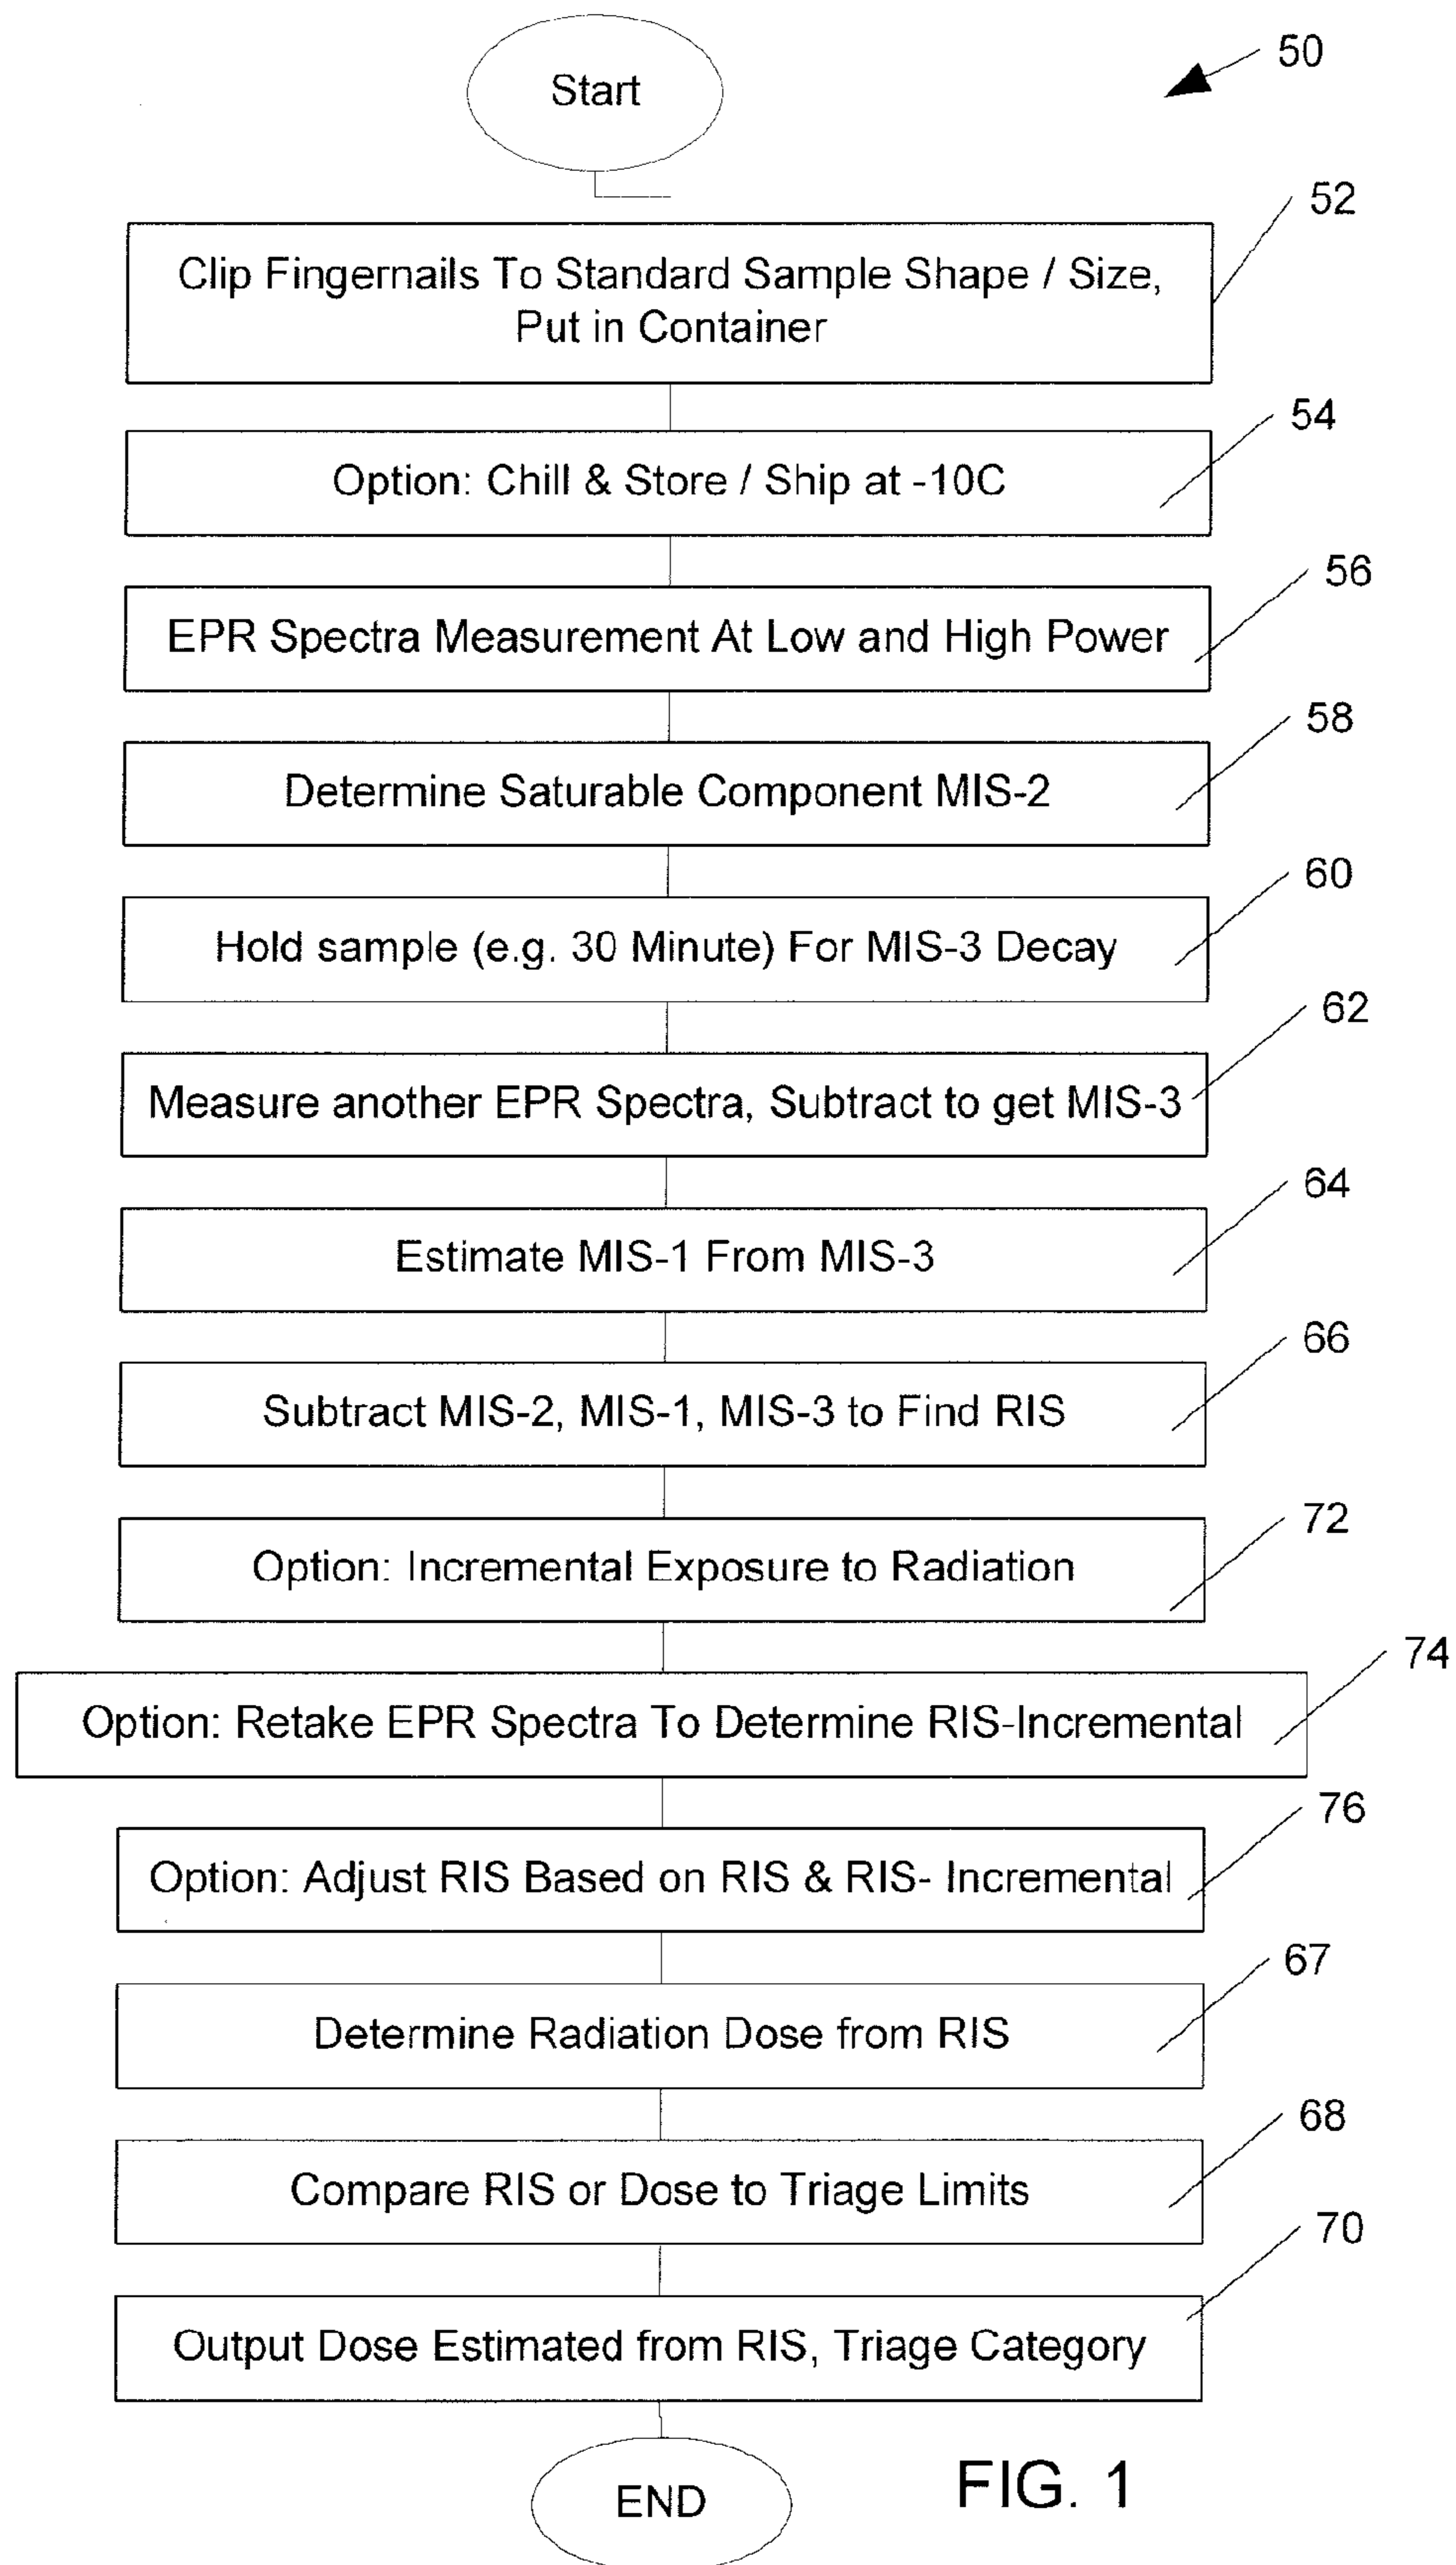 Start
50
52
Clip Fingernails To Standard Sample Shape / Size,
Put in Container
54
Option: Chill & Store / Ship at -10C
56
EPR Spectra Measurement At Low and High Power
58
Determine Saturable Component MIS-2
60
Hold sample (e.g. 30 Minute) For MIS-3 Decay
62
Measure another EPR Spectra, Subtract to get MIS-3
64
Estimate MIS-1 From MIS-3
66
Subtract MIS-2, MIS-1, MIS-3 to Find RIS
72
Option: Incremental Exposure to Radiation
74
Option: Retake EPR Spectra To Determine RIS-Incremental
76
Option: Adjust RIS Based on RIS & RIS- Incremental
67
Determine Radiation Dose from RIS
68
Compare RIS or Dose to Triage Limits
70
Output Dose Estimated from RIS, Triage Category
END
FIG. 1